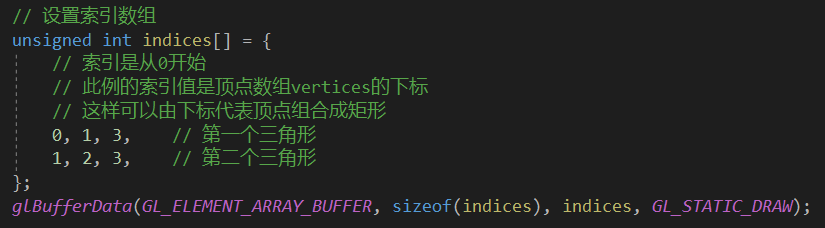 // 设置索引数组
unsigned int indices[] = {
// 索引是从0开始
// 此例的索引值是顶点数组vertices的下标
// 这样可以由下标代表顶点组合成矩形
0, 1, 3, // 第一个三角形
1, 2, 3, // 第二个三角形
};
glBufferData(GL_ELEMENT_ARRAY_BUFFER, sizeof(indices), indices, GL_STATIC_DRAW);